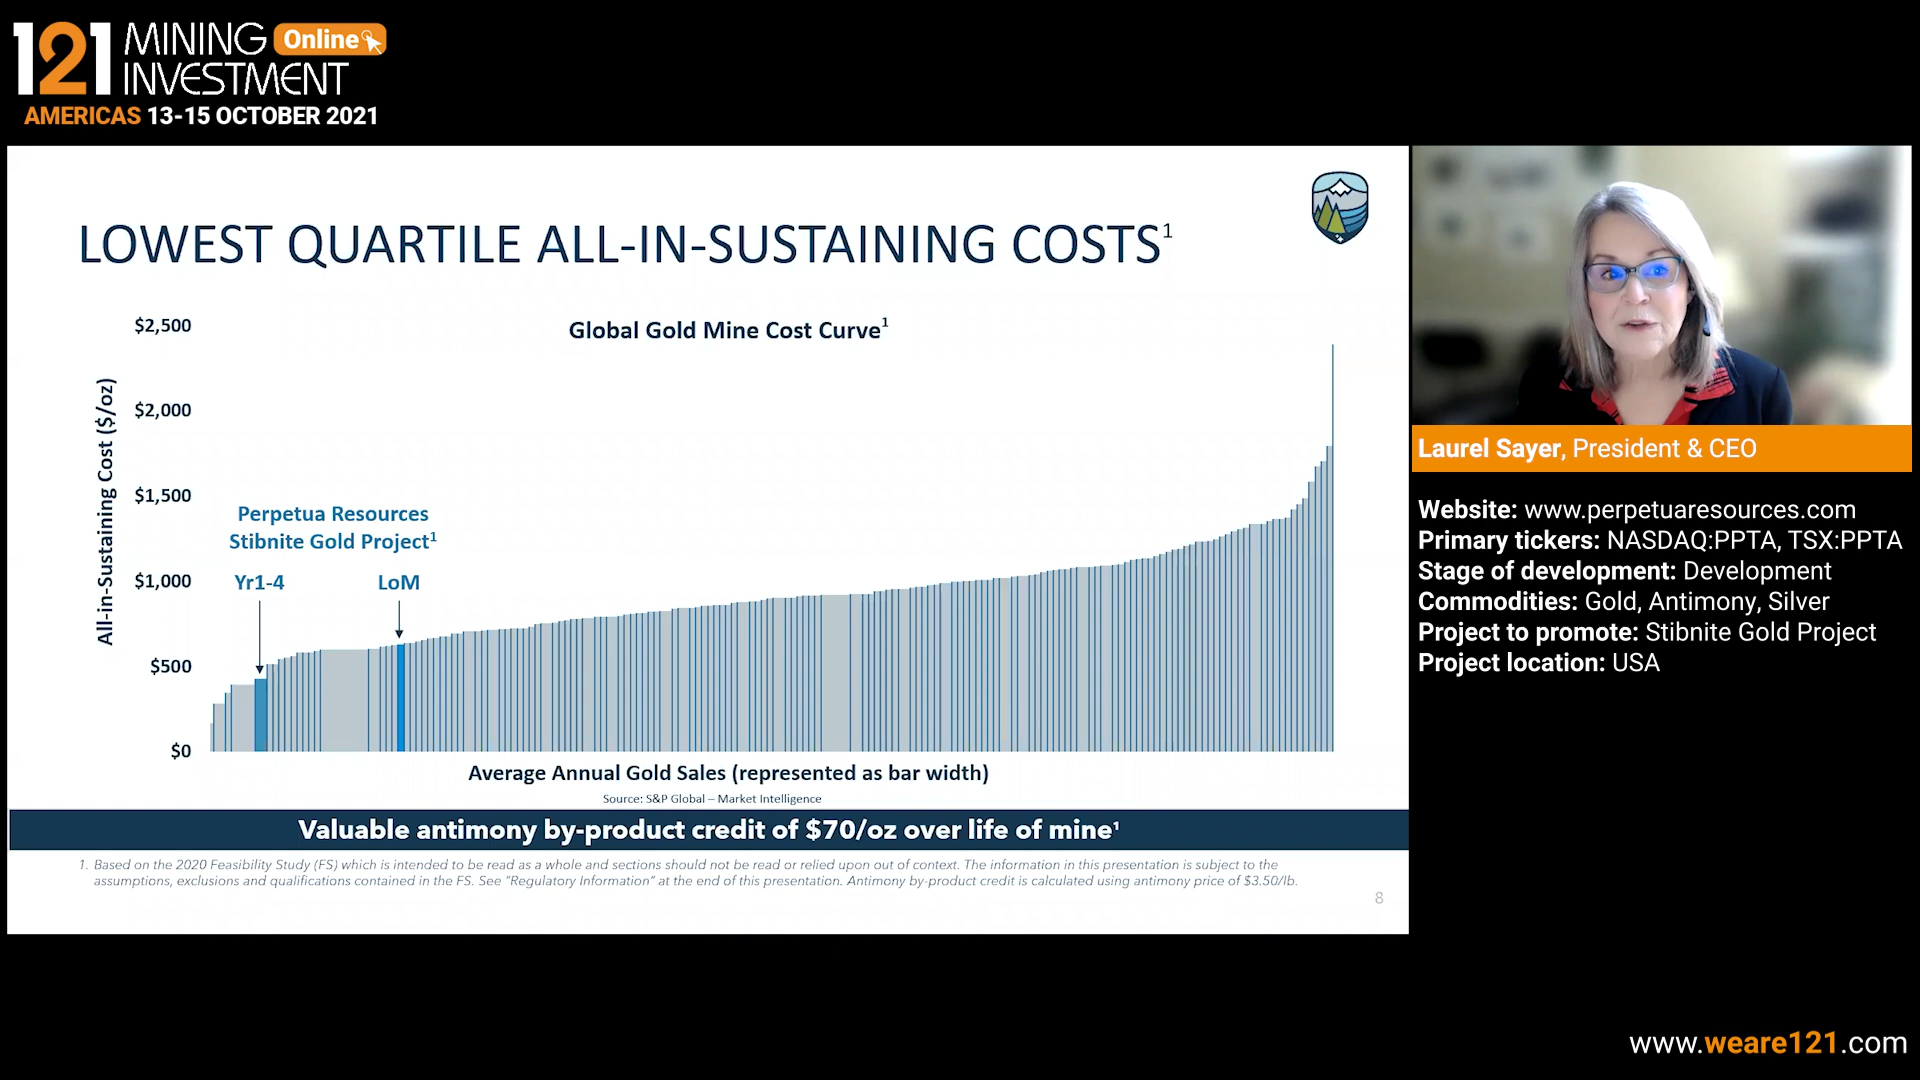 121 MINING Online
INVESTMENT
AMERICAS 13-15 OCTOBER 2021
LOWEST QUARTILE ALL-IN-SUSTAINING COSTS1
Global Gold Mine Cost Curve1
All-in-Sustaining Cost ($/oz)
$2,500
$2,000
$1,500
$1,000
$500
$0
Perpetua Resources
Stibnite Gold Project1
Yr1-4
LoM
Average Annual Gold Sales (represented as bar width)
Source: S&P Global – Market Intelligence
Valuable antimony by-product credit of $70/oz over life of mine1
1. Based on the 2020 Feasibility Study (FS) which is intended to be read as a whole and sections should not be read or relied upon out of context. The information in this presentation is subject to the
assumptions, exclusions and qualifications contained in the FS. See "Regulatory Information" at the end of this presentation. Antimony by-product credit is calculated using antimony price of $3.50/lb.
8
Laurel Sayer, President & CEO
Website: www.perpetuaresources.com
Primary tickers: NASDAQ:PPTA, TSX:PPTA
Stage of development: Development
Commodities: Gold, Antimony, Silver
Project to promote: Stibnite Gold Project
Project location: USA
www.weare121.com